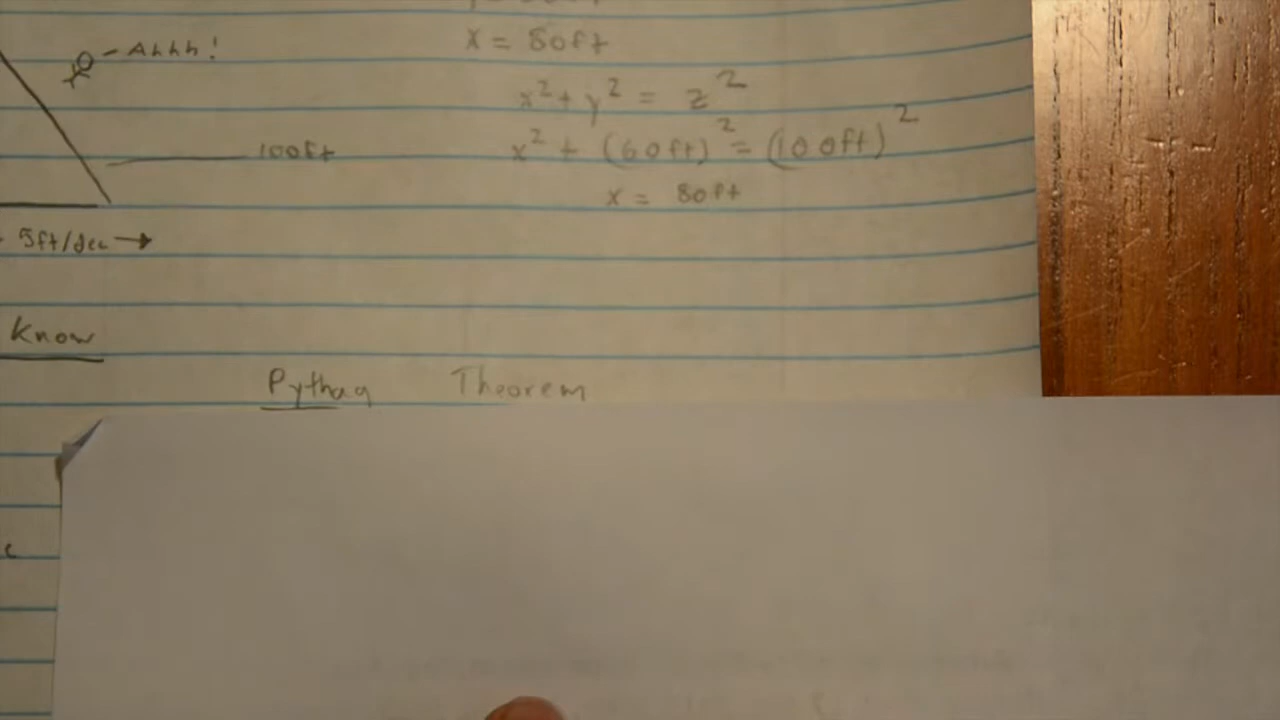 x = 80ft
- Ahhh!
x² + y² = z²
x² + (60ft)² = (100ft)²
100ft
x = 80ft
5ft/sec →
Know
Pythag Theorem